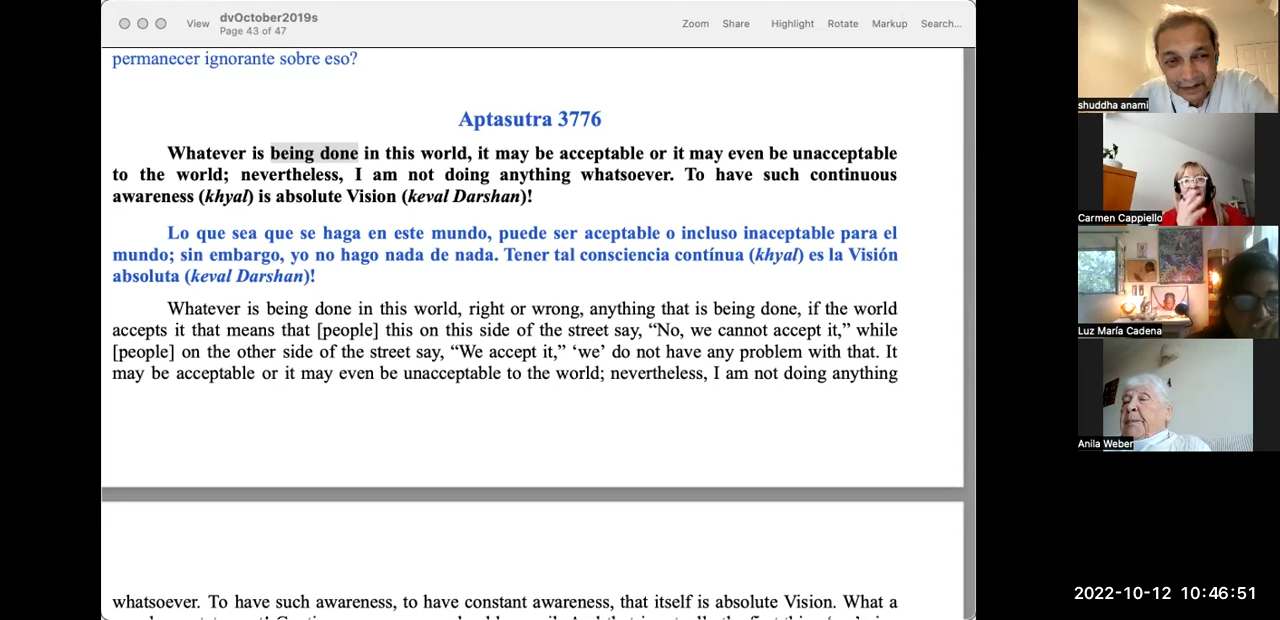 View
dvOctober2019s
Page 43 of 47
Zoom Share Highlight Rotate Markup Search...
permanecer ignorante sobre eso?
Aptasutra 3776
Whatever is being done in this world, it may be acceptable or it may even be unacceptable
to the world; nevertheless, I am not doing anything whatsoever. To have such continuous
awareness (khyal) is absolute Vision (keval Darshan)!
Lo que sea que se haga en este mundo, puede ser aceptable o incluso inaceptable para el
mundo; sin embargo, yo no hago nada de nada. Tener tal consciencia contínua (khyal) es la Visión
absoluta (keval Darshan)!
Whatever is being done in this world, right or wrong, anything that is being done, if the world
accepts it that means that [people] this on this side of the street say, “No, we cannot accept it,” while
[people] on the other side of the street say, “We accept it,” ‘we’ do not have any problem with that. It
may be acceptable or it may even be unacceptable to the world; nevertheless, I am not doing anything
whatsoever. To have such awareness, to have constant awareness, that itself is absolute Vision. What a
shuddha anami
Carmen Cappiello
Luz María Cadena
Anila Weber
2022-10-12 10:46:51